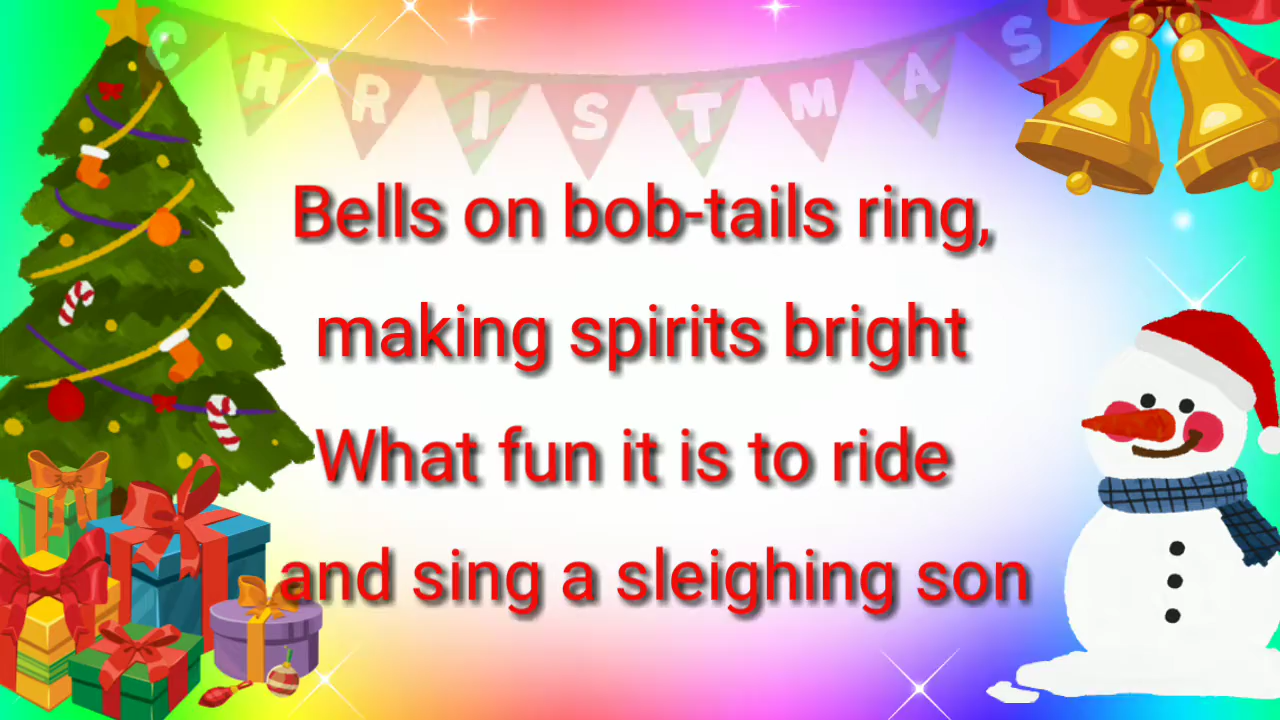 CHRISTMAS
Bells on bob-tails ring,
making spirits bright
What fun it is to ride
and sing a sleighing son